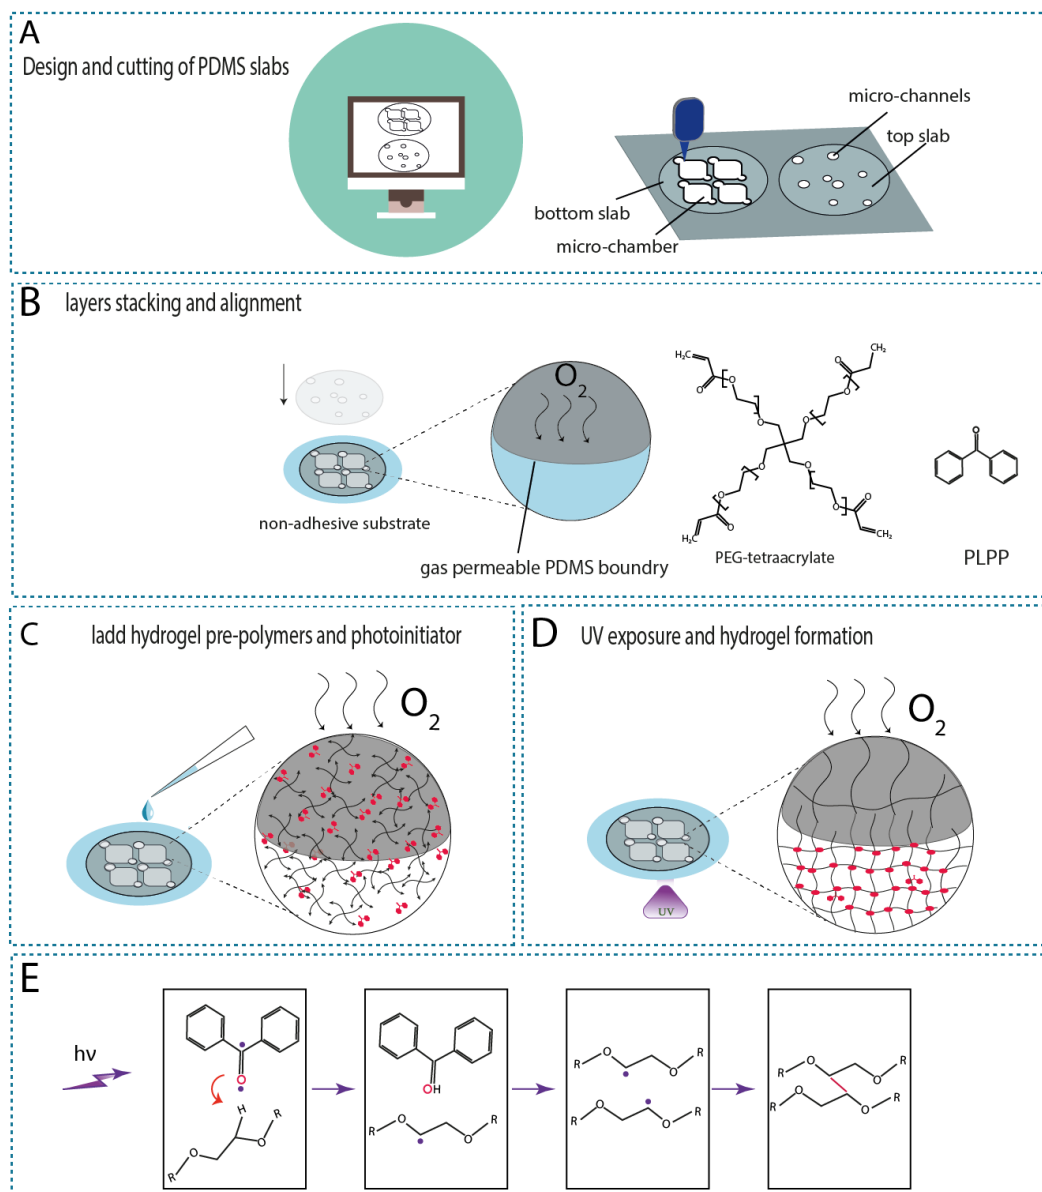 A
Design and cutting of PDMS slabs
micro-channels
top slab
bottom slab
micro-chamber
B
layers stacking and alignment
O2
non-adhesive substrate
gas permeable PDMS boundry
H₂C
O
O
O
O
O
O
CH₂
O
O
O
O
H₂C
O
O
CH₂
PEG-tetraacrylate
O
PLPP
C
ladd hydrogel pre-polymers and photoinitiator
O2
D
UV exposure and hydrogel formation
O2
UV
E
hν
O
H
O
O
R
R
OH
R
O
O
R
R
O
O
R
R
O
O
R
R
O
O
R
R
O
O
R